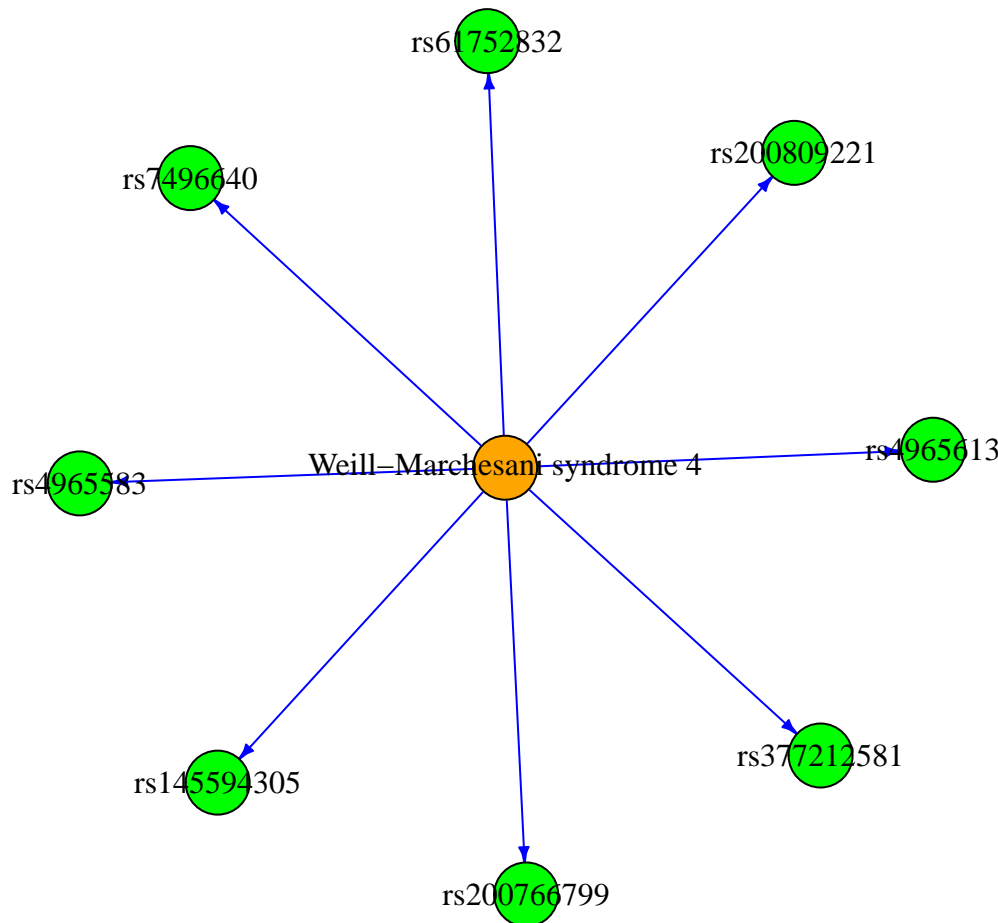 rs61752832
rs200809221
rs7496640
rs4965613
Weill−Marchesani syndrome 4
rs4965583
rs377212581
rs145594305
rs200766799